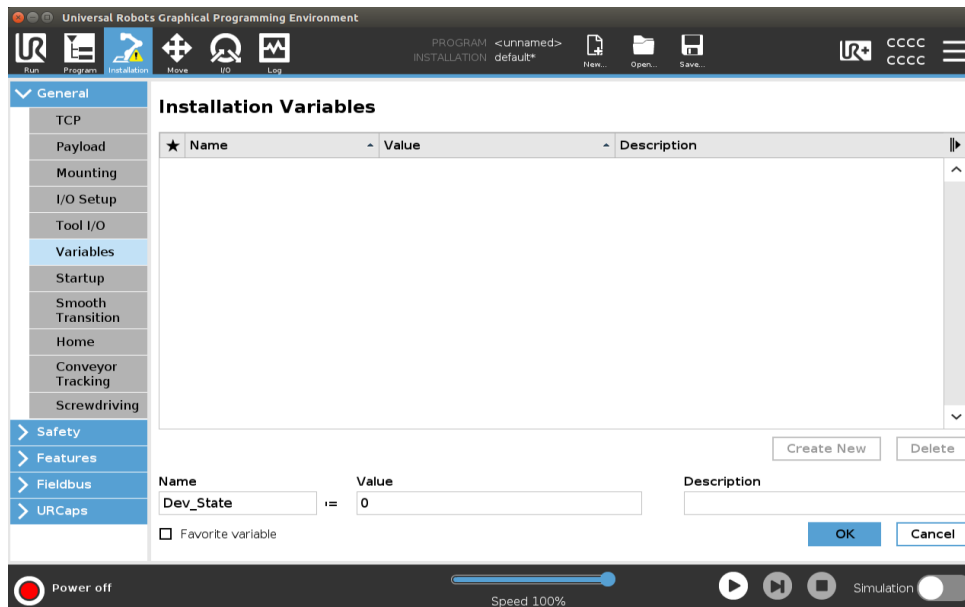 Universal Robots Graphical Programming Environment
UR
Run
Program
Installation
Move
I/O
Log
PROGRAM <unnamed>
INSTALLATION default*
New...
Open...
Save...
UR+
CCCC
CCCC
General
TCP
Payload
Mounting
I/O Setup
Tool I/O
Variables
Startup
Smooth
Transition
Home
Conveyor
Tracking
Screwdriving
Safety
Features
Fieldbus
URCaps
Installation Variables
★ Name Value Description
Create New Delete
Name Value Description
Dev_State := 0
Favorite variable
OK Cancel
Power off
Speed 100%
Simulation